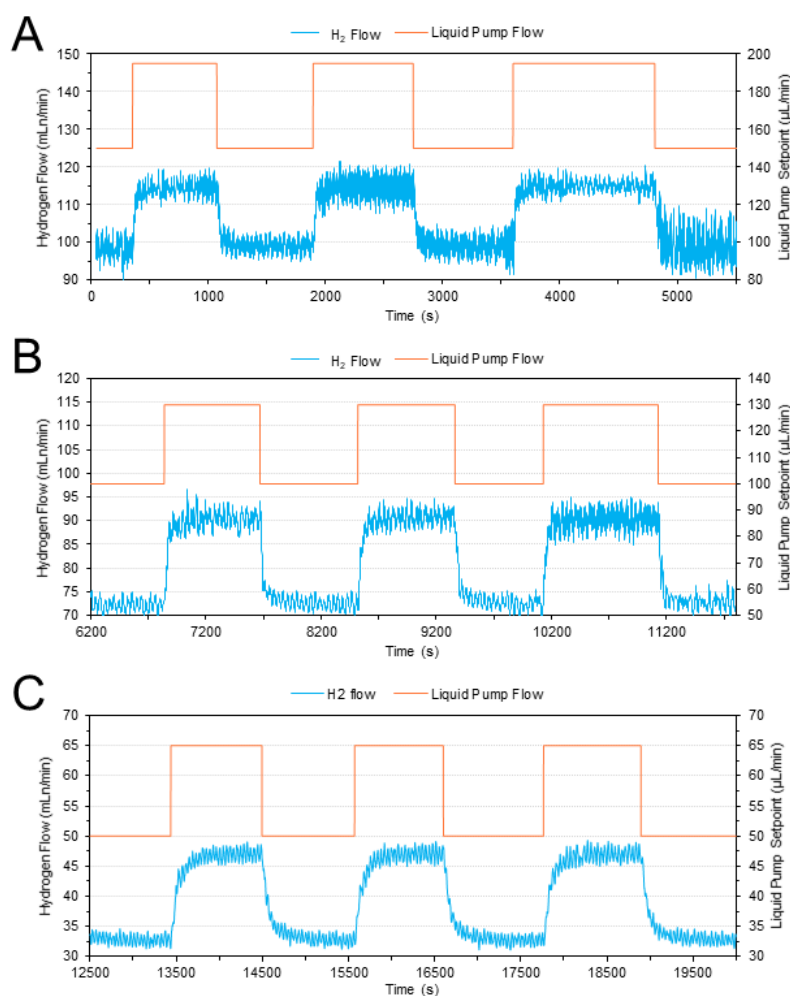 A
H₂ Flow Liquid Pump Flow
150 200
145
140 180
160
130 140
125
120 120
110 100
100
90 80
0 1000 2000 3000 4000 5000
Hydrogen Flow (mLn/min)
Liquid Pump Setpoint (µL/min)
Time (s)
B
H₂ Flow Liquid Pump Flow
120 140
115 130
110 120
105 110
100
95 100
90 90
85 80
80 70
75 60
70 50
6200 7200 8200 9200 10200 11200
Hydrogen Flow (mLn/min)
Liquid Pump Setpoint (µL/min)
Time (s)
C
H2 flow Liquid Pump Flow
70 70
65 65
60 60
55 55
50 50
45 45
40 40
35 35
30 30
12500 13500 14500 15500 16500 17500 18500 19500
Hydrogen Flow (mLn/min)
Liquid Pump Setpoint (µL/min)
Time (s)